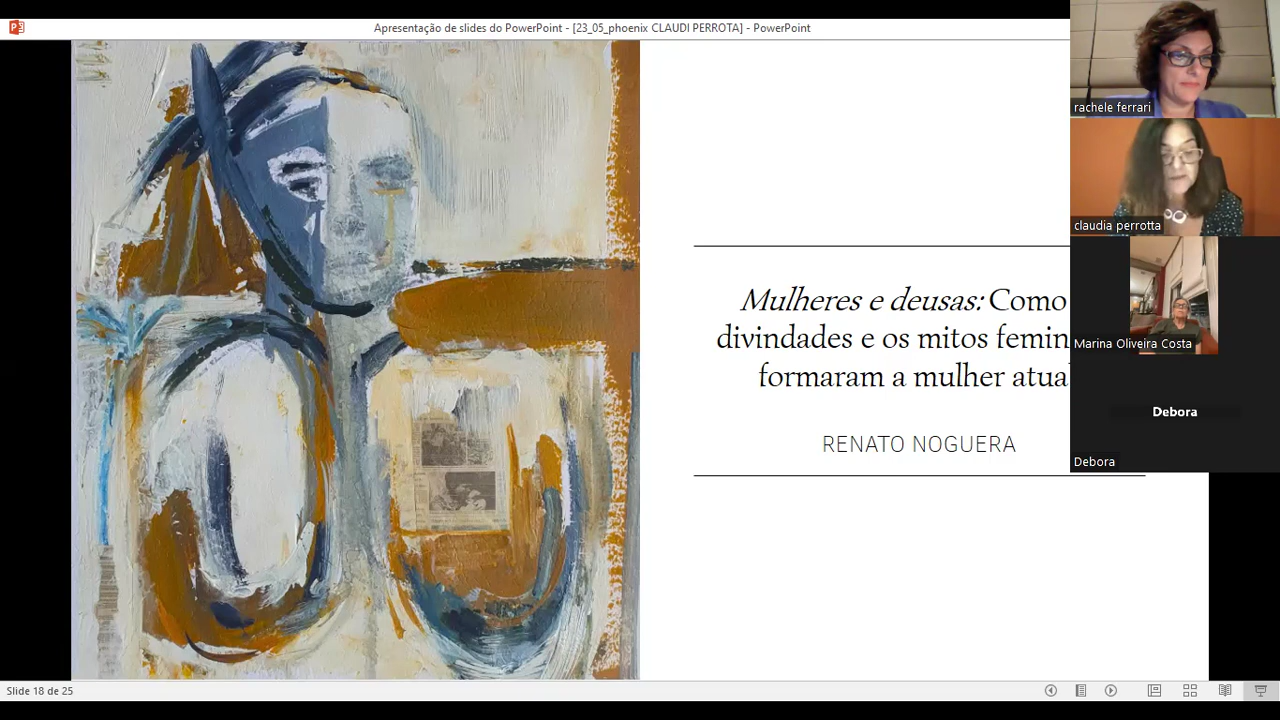 Apresentação de slides do PowerPoint - [23_05_phoenix CLAUDI PERROTA] - PowerPoint
rachele ferrari
claudia perrotta
Marina Oliveira Costa
Debora
Debora
Mulheres e deusas: Como
divindades e os mitos femin
formaram a mulher atual
RENATO NOGUERA
Slide 18 de 25